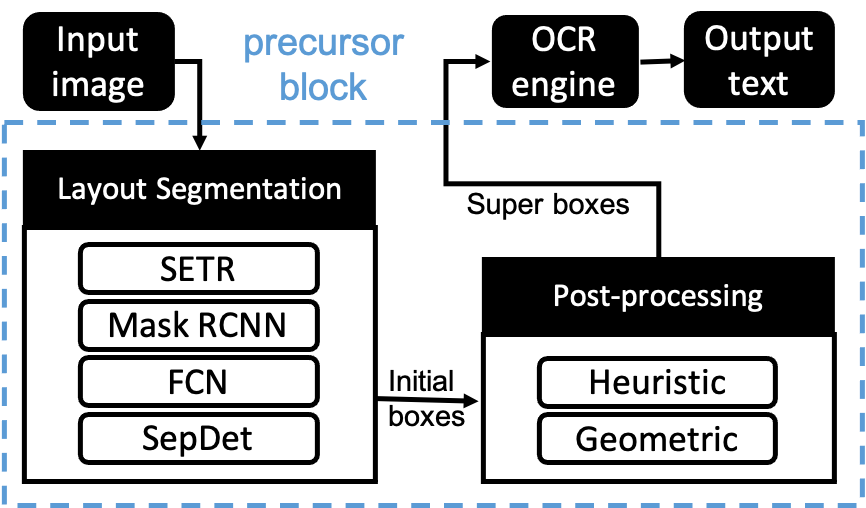 Input
image
precursor
block
OCR
engine
Output
text
Layout Segmentation
SETR
Mask RCNN
FCN
SepDet
Initial
boxes
Super boxes
Post-processing
Heuristic
Geometric